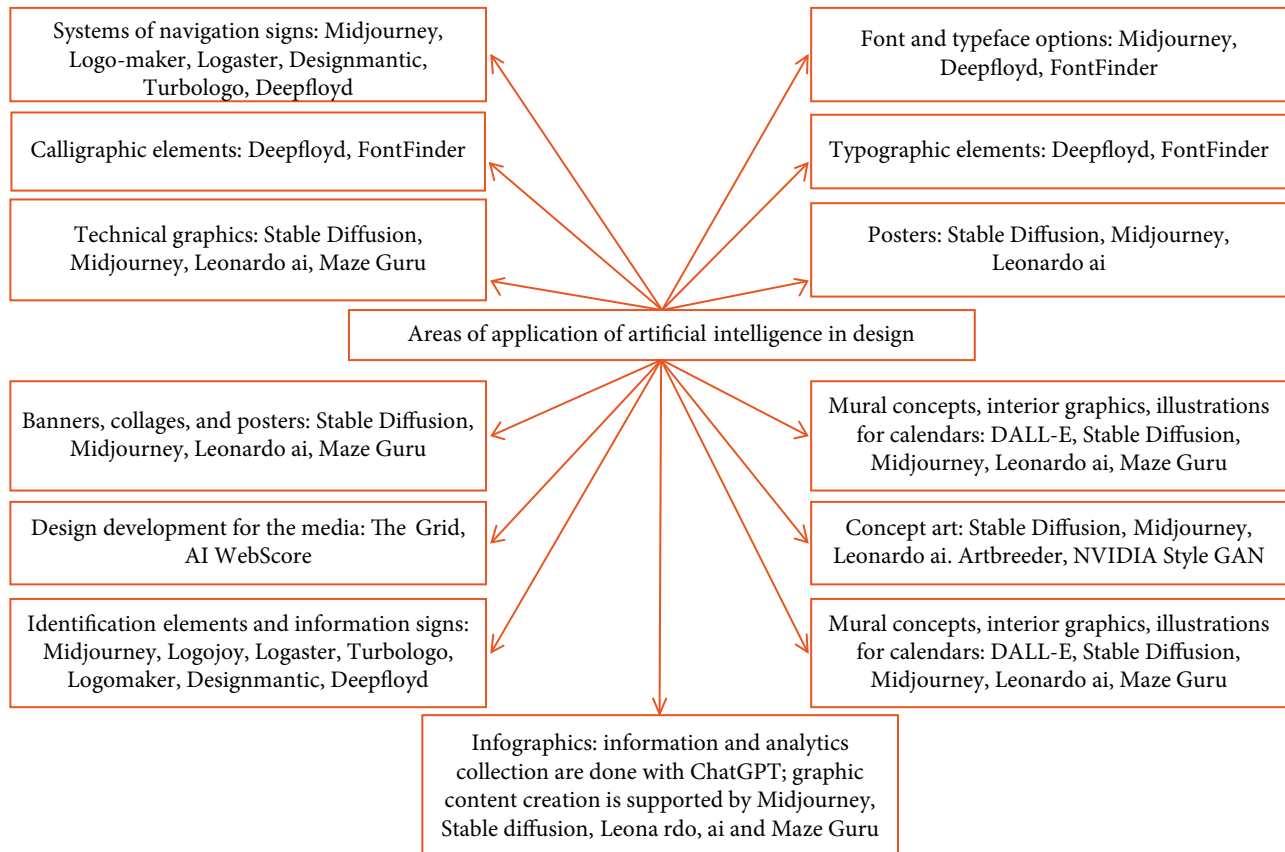 Systems of navigation signs: Midjourney,
Logo-maker, Logaster, Designmantic,
Turbologo, Deepfloyd
Font and typeface options: Midjourney,
Deepfloyd, FontFinder
Calligraphic elements: Deepfloyd, FontFinder
Typographic elements: Deepfloyd, FontFinder
Technical graphics: Stable Diffusion,
Midjourney, Leonardo ai, Maze Guru
Posters: Stable Diffusion, Midjourney,
Leonardo ai
Areas of application of artificial intelligence in design
Banners, collages, and posters: Stable Diffusion,
Midjourney, Leonardo ai, Maze Guru
Mural concepts, interior graphics, illustrations
for calendars: DALL-E, Stable Diffusion,
Midjourney, Leonardo ai, Maze Guru
Design development for the media: The Grid,
AI WebScore
Concept art: Stable Diffusion, Midjourney,
Leonardo ai. Artbreeder, NVIDIA Style GAN
Identification elements and information signs:
Midjourney, Logojoy, Logaster, Turbologo,
Logomaker, Designmantic, Deepfloyd
Mural concepts, interior graphics, illustrations
for calendars: DALL-E, Stable Diffusion,
Midjourney, Leonardo ai, Maze Guru
Infographics: information and analytics
collection are done with ChatGPT; graphic
content creation is supported by Midjourney,
Stable diffusion, Leona rdo, ai and Maze Guru